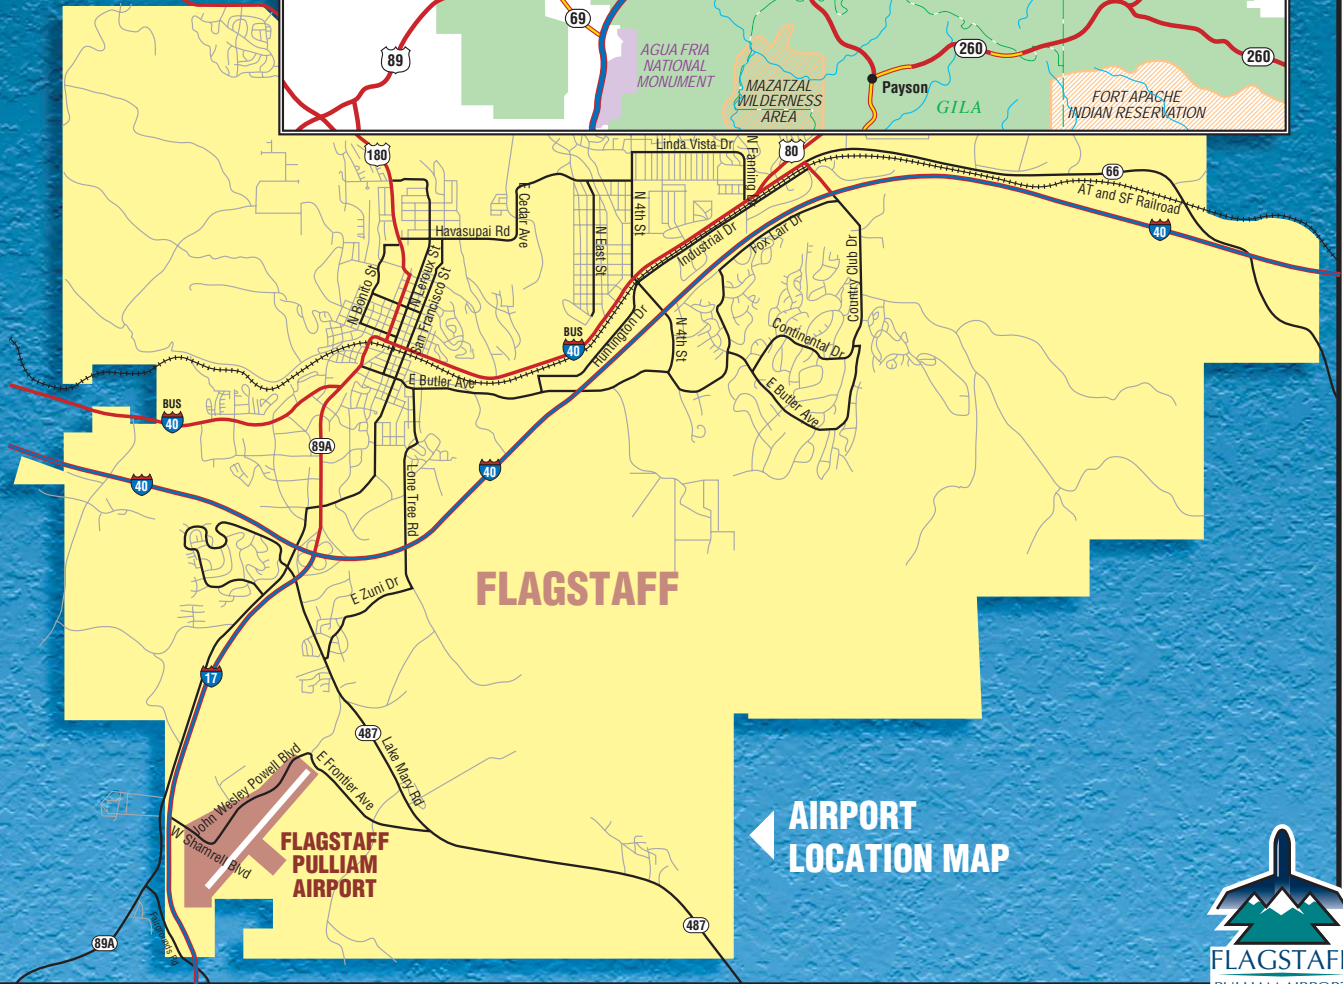 69
89
AGUA FRIA
NATIONAL
MONUMENT
MAZATZAL
WILDERNESS
AREA
Payson
260
260
GILA
FORT APACHE
INDIAN RESERVATION
180
Linda Vista Dr
N Fanning
80
66
AT and SF Railroad
40
E Cedar Ave
N 4th St
Havasupai Rd
N East St
Industrial Dr
Fox Lair Dr
Country Club Dr
N Bonito St
N Leroux St
San Francisco St
BUS
40
Huntington Dr
N 4th St
Continental Dr
E Butler Ave
E Butler Ave
BUS
40
89A
40
40
Lone Tree Rd
E Zuni Dr
FLAGSTAFF
17
487
Lake Mary Rd
John Wesley Powell Blvd
E Frontier Ave
W Shamrell Blvd
FLAGSTAFF
PULLIAM
AIRPORT
AIRPORT
LOCATION MAP
89A
487
FLAGSTAFF